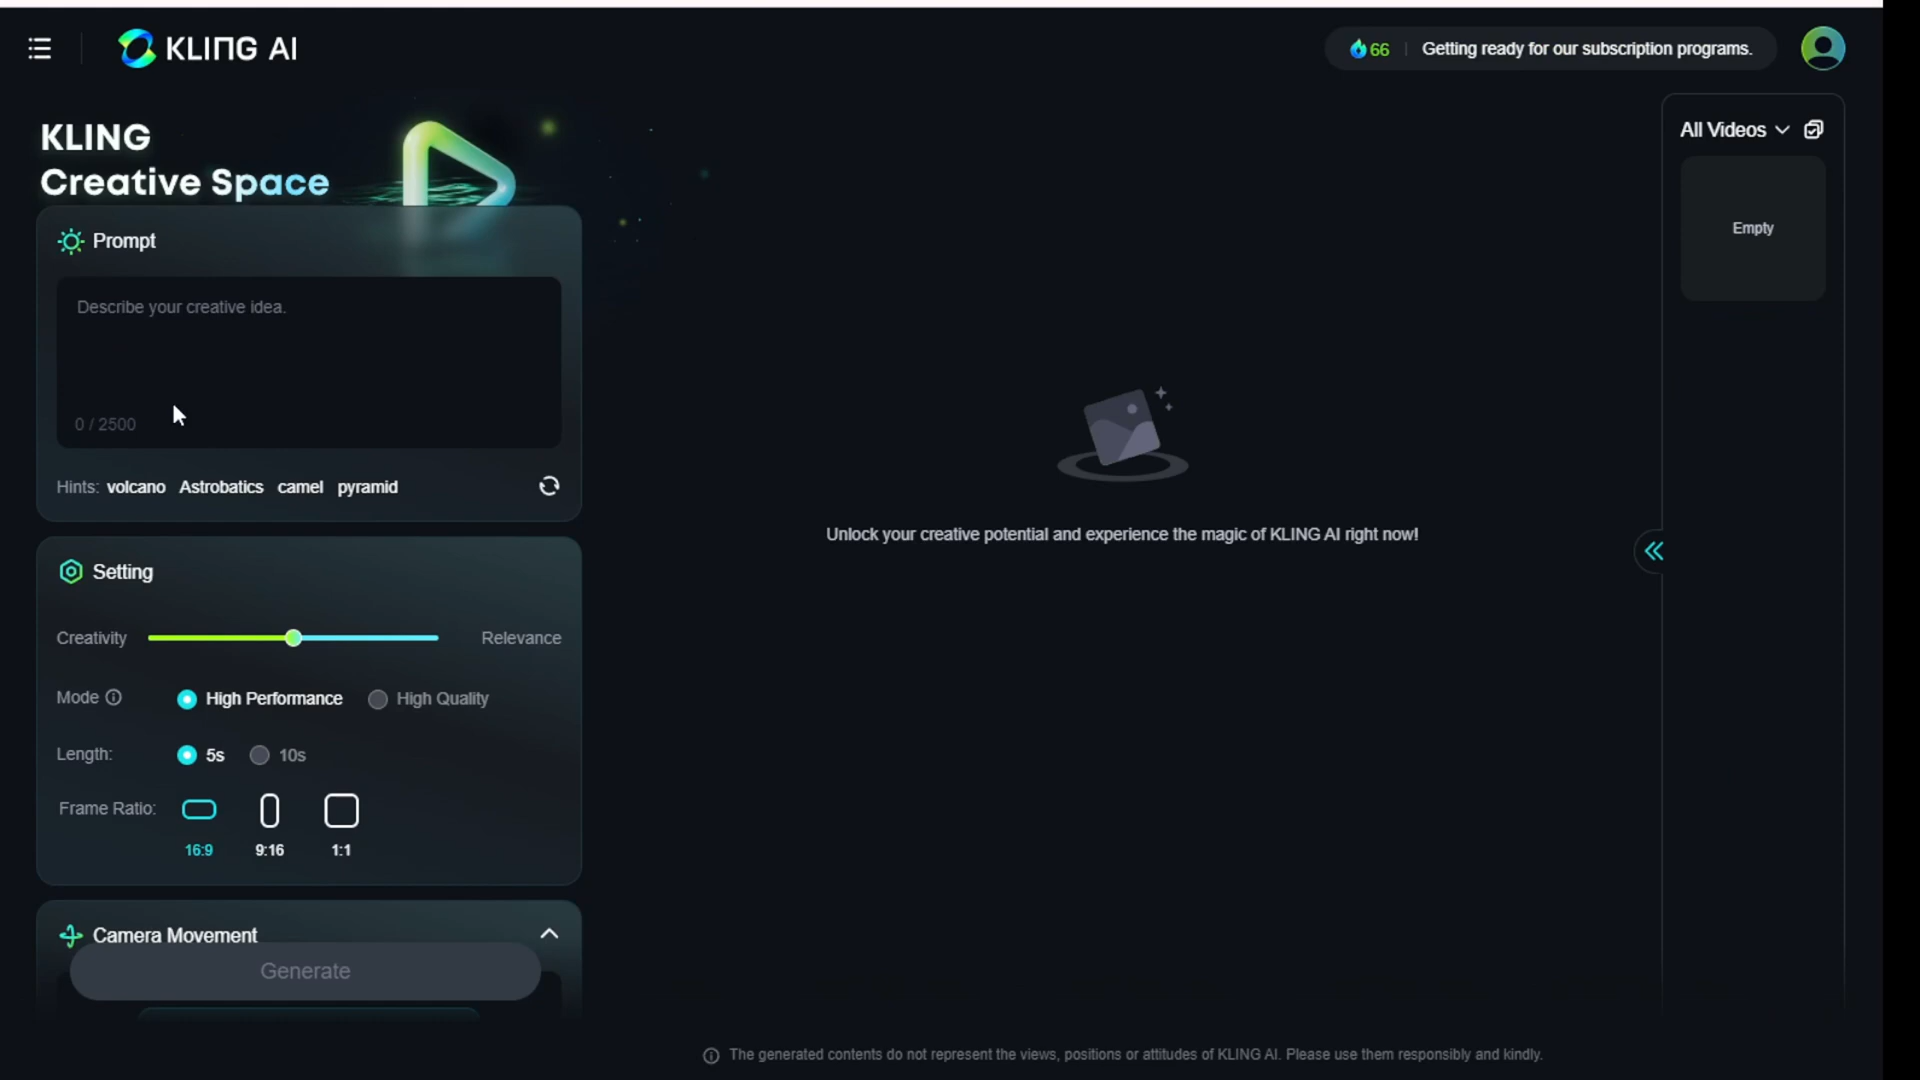 KLING AI
66
Getting ready for our subscription programs.
KLING
Creative Space
All Videos
Empty
Prompt
Describe your creative idea.
0 / 2500
Hints: volcano Astrobatics camel pyramid
Unlock your creative potential and experience the magic of KLING AI right now!
Setting
Creativity Relevance
Mode High Performance High Quality
Length: 5s 10s
Frame Ratio:
16:9 9:16 1:1
Camera Movement
Generate
The generated contents do not represent the views, positions or attitudes of KLING AI. Please use them responsibly and kindly.